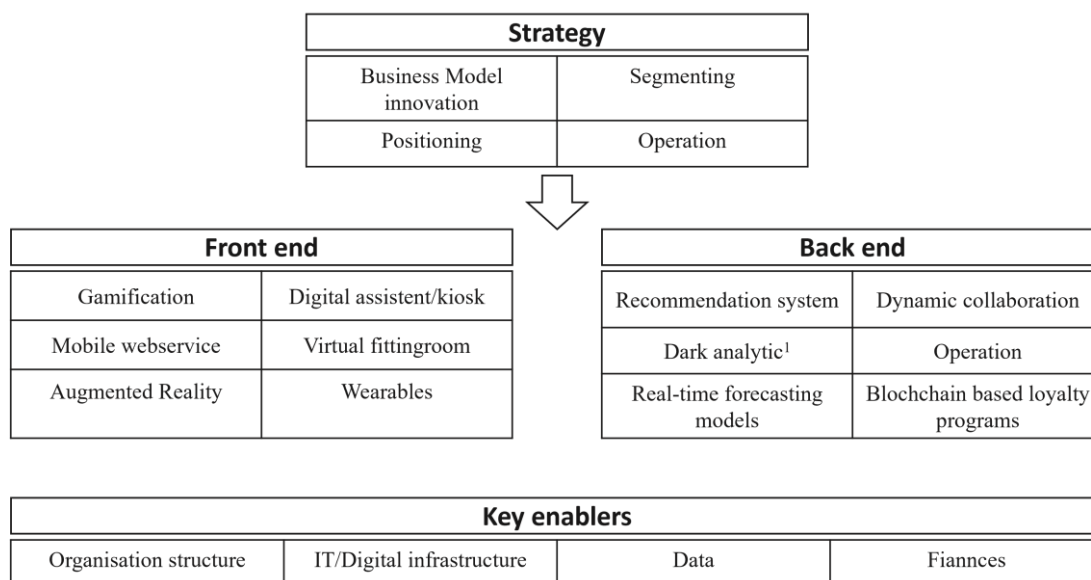 Strategy
Business Model
innovation
Segmenting
Positioning
Operation
Front end
Gamification
Digital assistent/kiosk
Mobile webservice
Virtual fittingroom
Augmented Reality
Wearables
Back end
Recommendation system
Dynamic collaboration
Dark analytic¹
Operation
Real-time forecasting
models
Blochchain based loyalty
programs
Key enablers
Organisation structure
IT/Digital infrastructure
Data
Fiannces